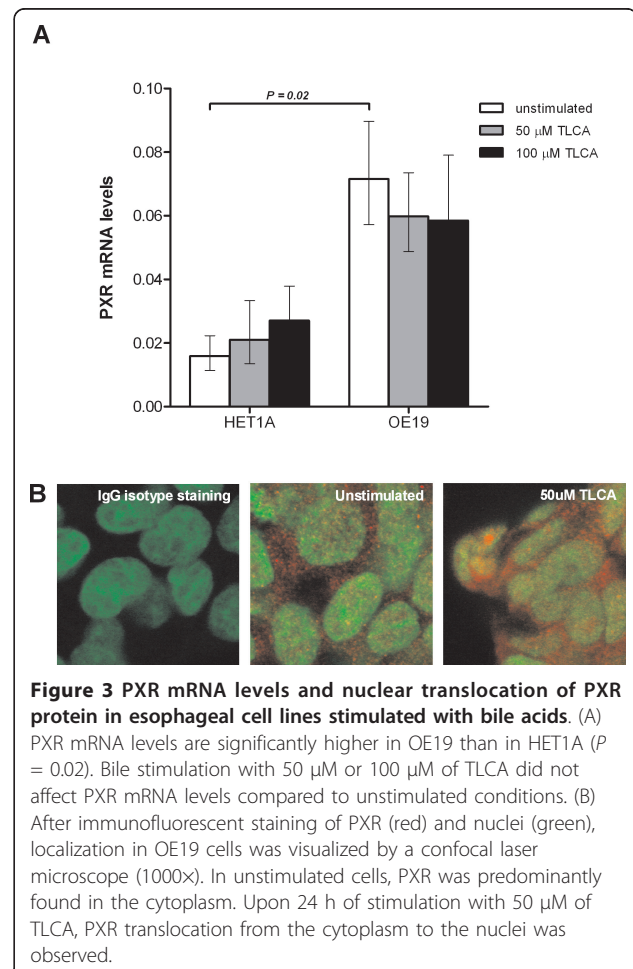 A
0.10
0.08
0.06
0.04
0.02
0.00
PXR mRNA levels
P = 0.02
unstimulated
50 µM TLCA
100 µM TLCA
HET1A
OE19
B
IgG isotype staining
Unstimulated
50uM TLCA
Figure 3 PXR mRNA levels and nuclear translocation of PXR
protein in esophageal cell lines stimulated with bile acids. (A)
PXR mRNA levels are significantly higher in OE19 than in HET1A (P
= 0.02). Bile stimulation with 50 µM or 100 µM of TLCA did not
affect PXR mRNA levels compared to unstimulated conditions. (B)
After immunofluorescent staining of PXR (red) and nuclei (green),
localization in OE19 cells was visualized by a confocal laser
microscope (1000×). In unstimulated cells, PXR was predominantly
found in the cytoplasm. Upon 24 h of stimulation with 50 µM of
TLCA, PXR translocation from the cytoplasm to the nuclei was
observed.